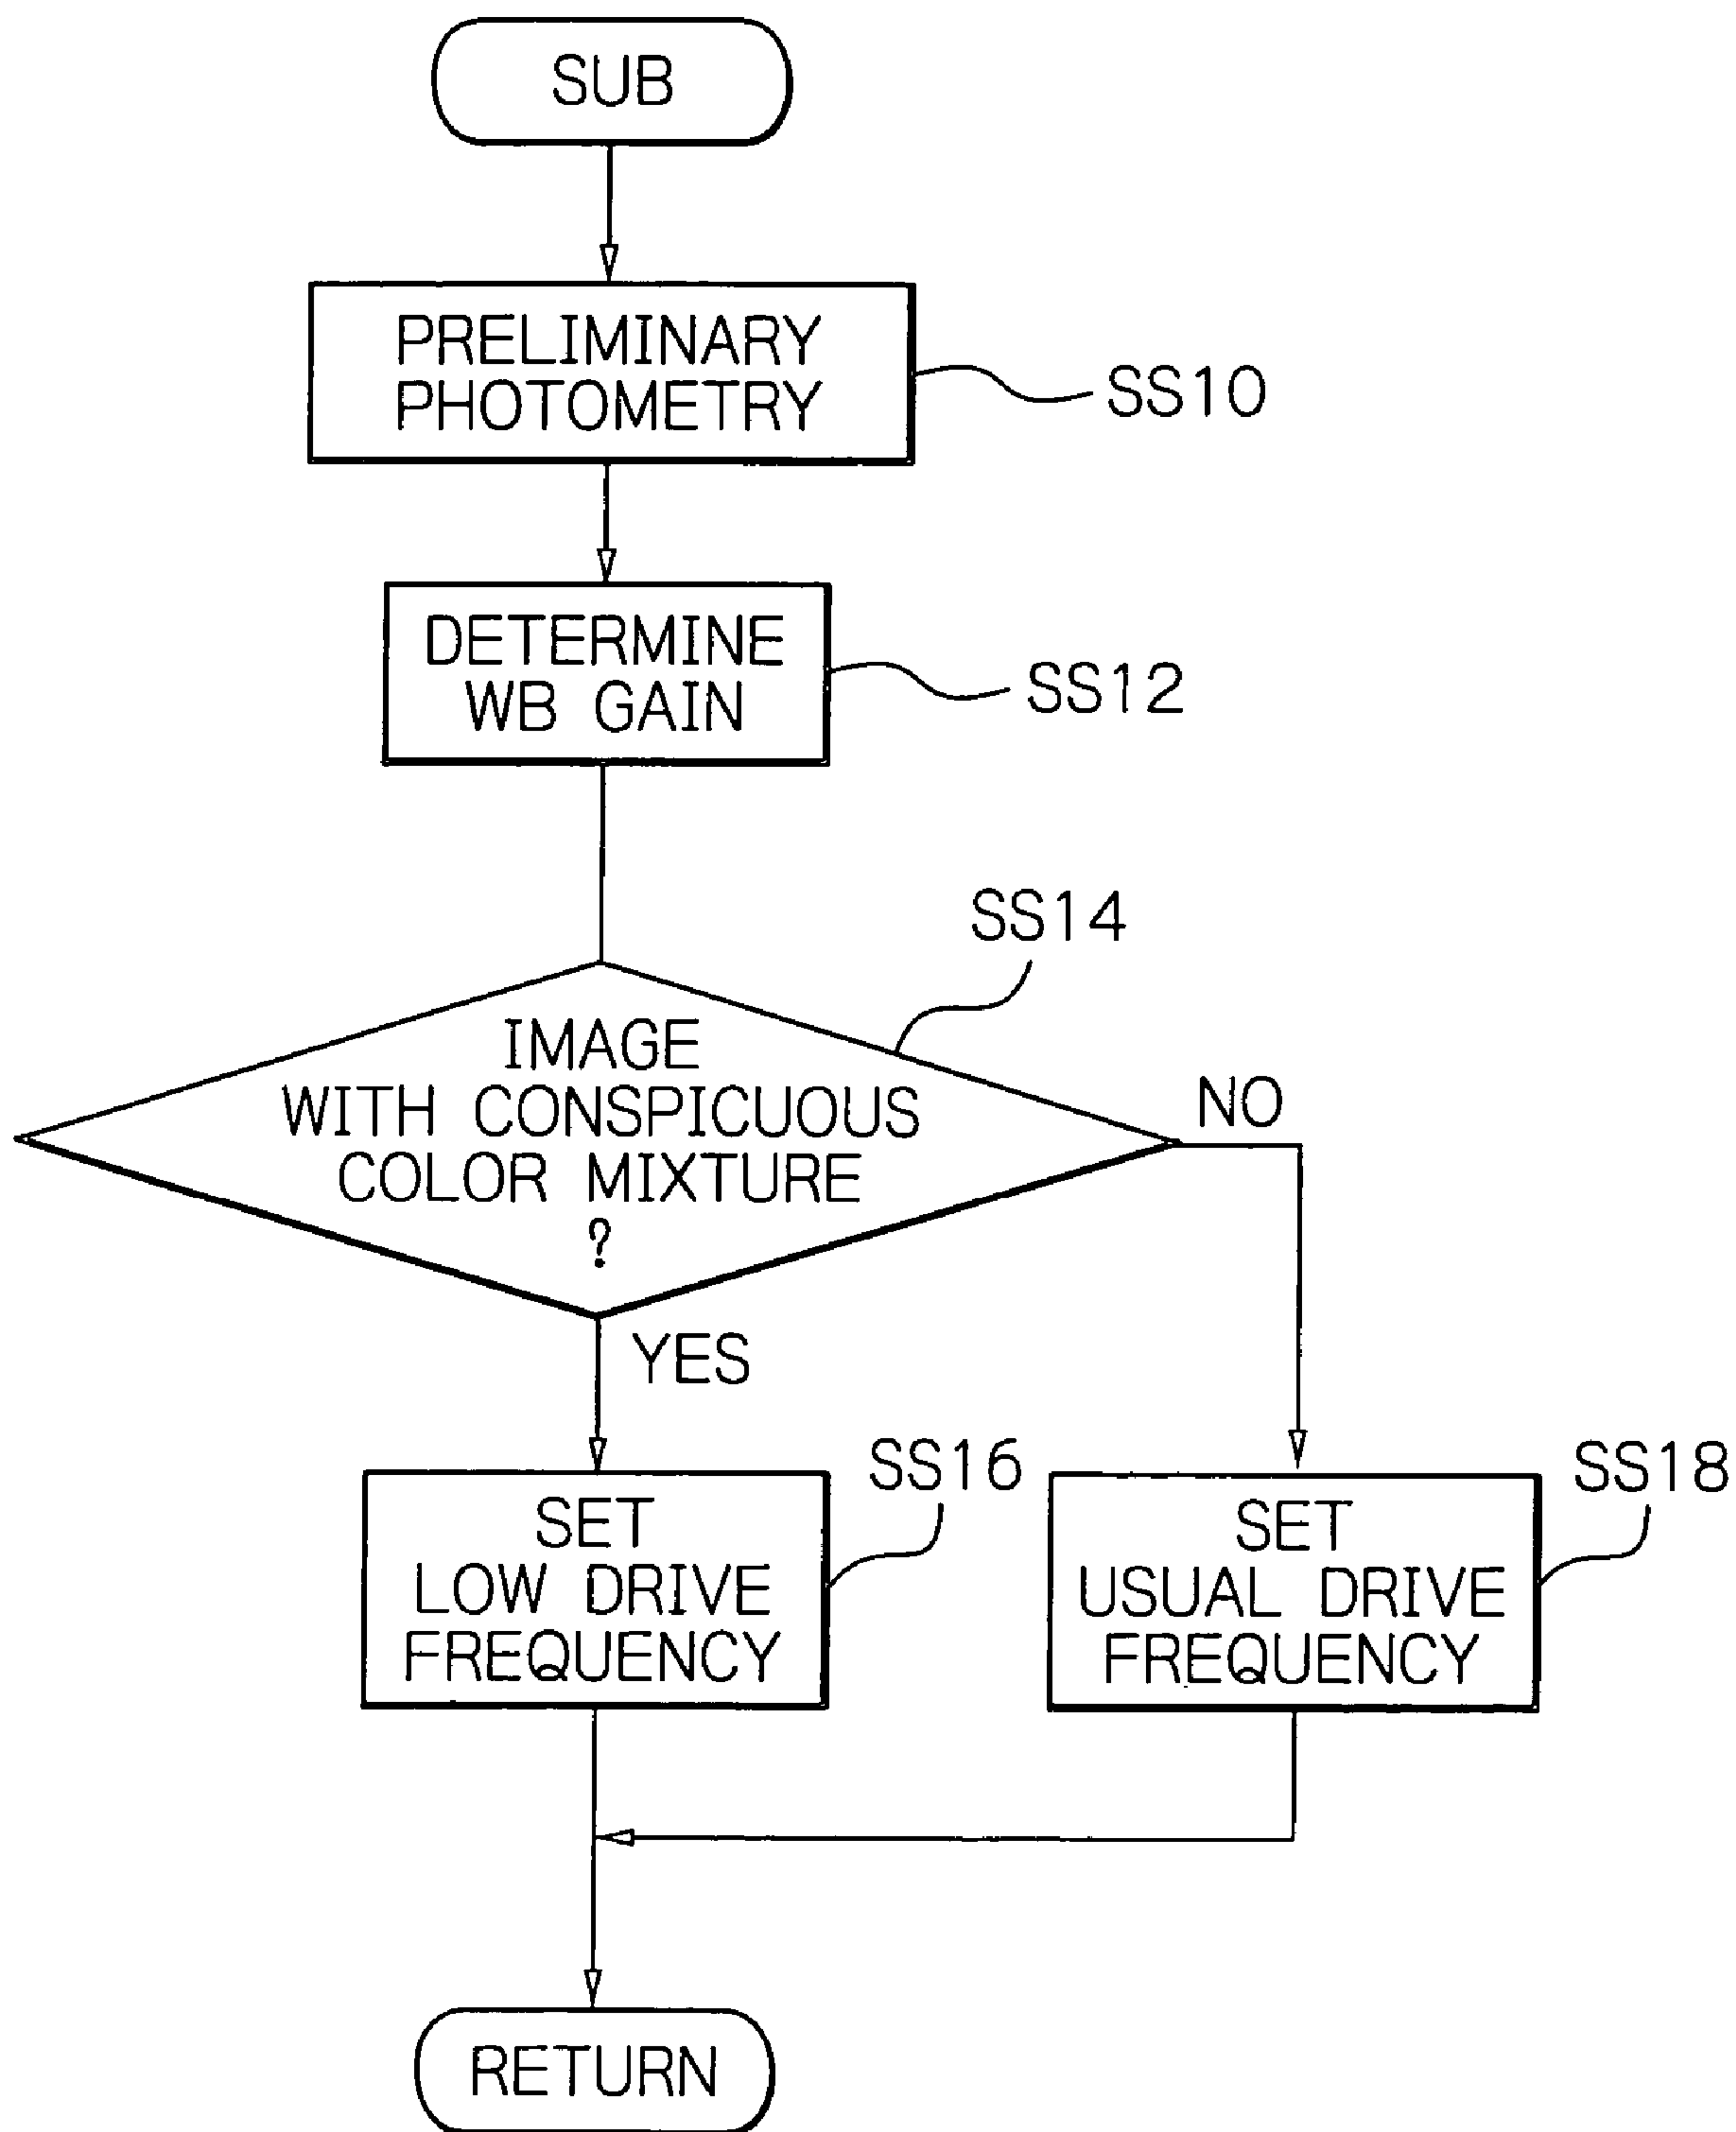 SUB
PRELIMINARY
PHOTOMETRY
SS10
DETERMINE
WB GAIN
SS12
SS14
IMAGE
WITH CONSPICUOUS
COLOR MIXTURE
?
NO
YES
SS16
SET
LOW DRIVE
FREQUENCY
SS18
SET
USUAL DRIVE
FREQUENCY
RETURN